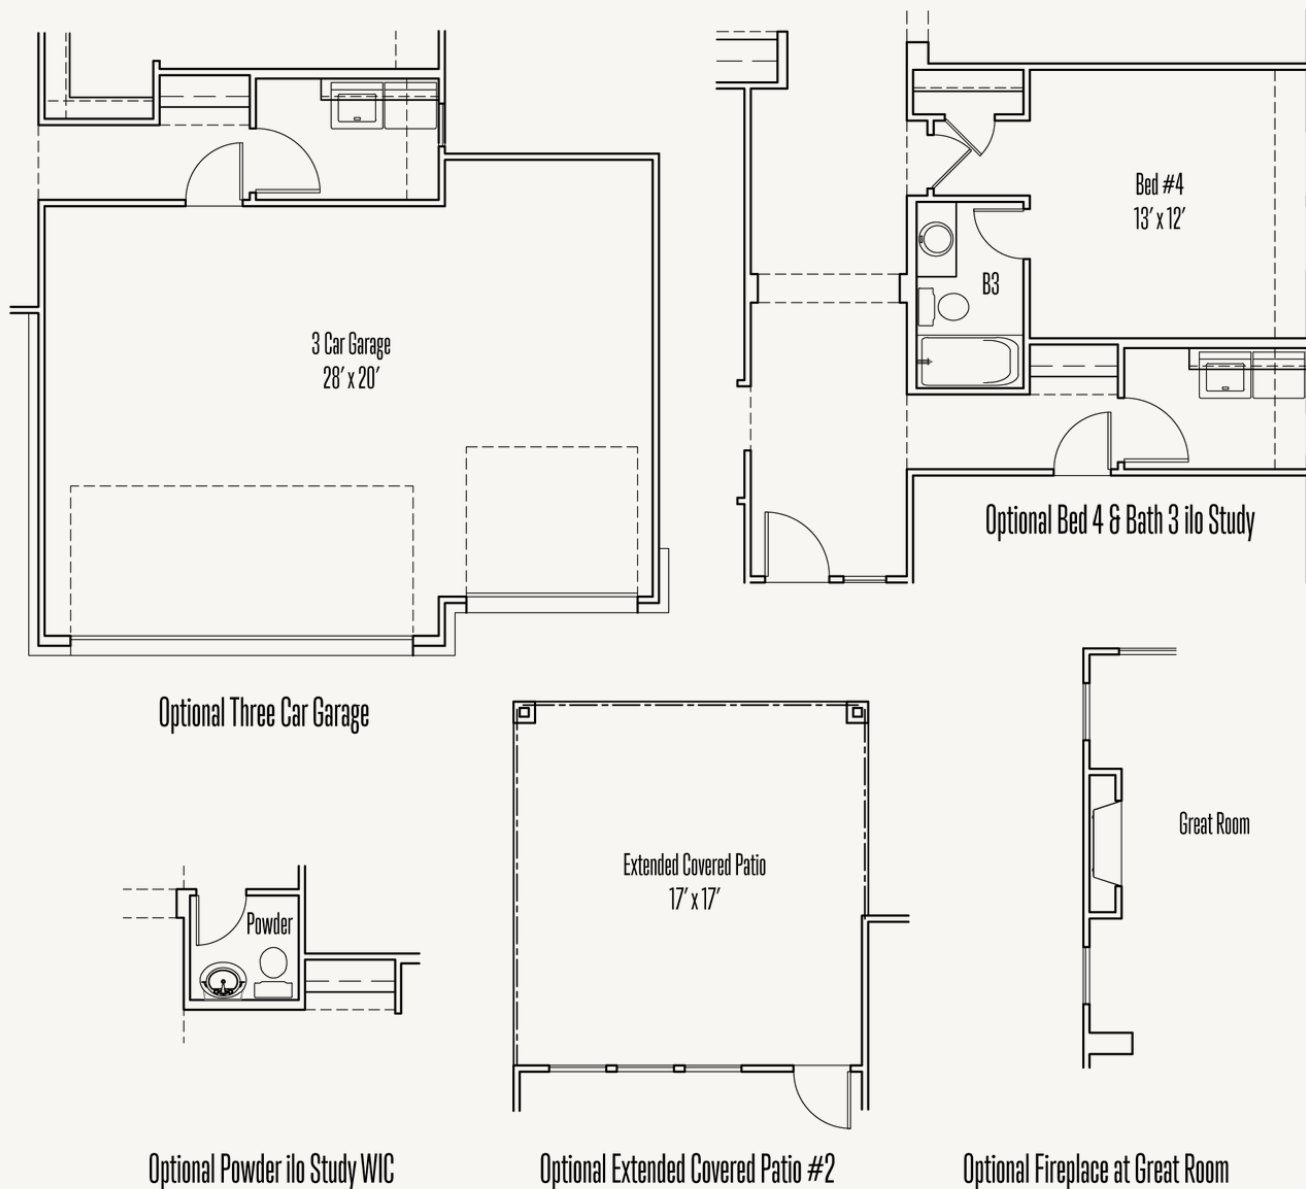 3 Car Garage
28' x 20'
Optional Three Car Garage
Bed #4
13' x 12'
B3
Optional Bed 4 & Bath 3 ilo Study
Powder
Optional Powder ilo Study WIC
Extended Covered Patio
17' x 17'
Optional Extended Covered Patio #2
Great Room
Optional Fireplace at Great Room